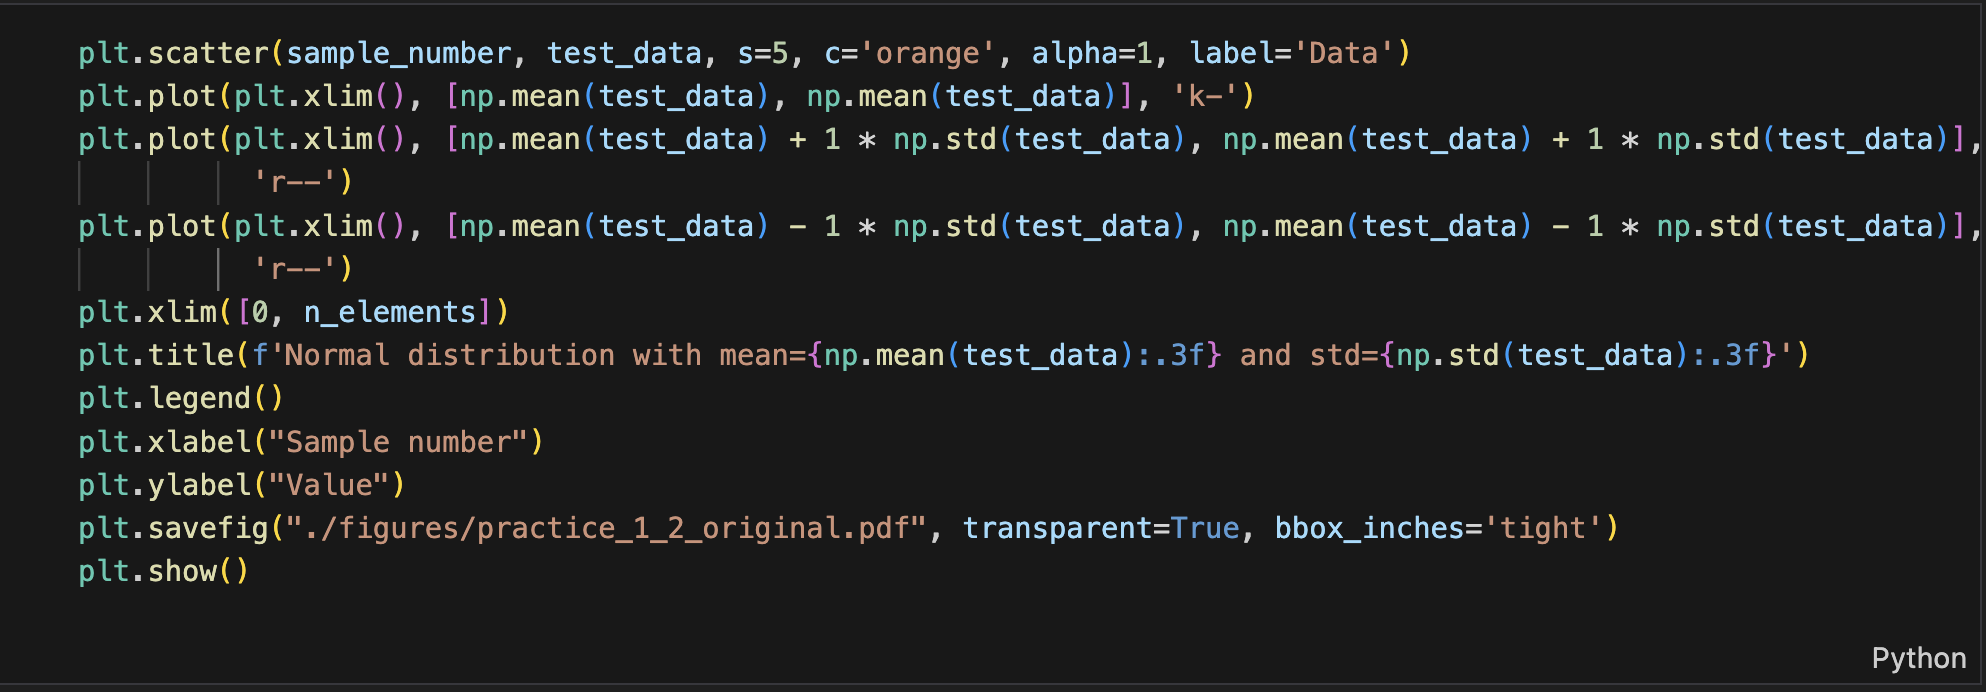 plt.scatter(sample_number, test_data, s=5, c='orange', alpha=1, label='Data')
plt.plot(plt.xlim(), [np.mean(test_data), np.mean(test_data)], 'k-')
plt.plot(plt.xlim(), [np.mean(test_data) + 1 * np.std(test_data), np.mean(test_data) + 1 * np.std(test_data)],
'r--')
plt.plot(plt.xlim(), [np.mean(test_data) - 1 * np.std(test_data), np.mean(test_data) - 1 * np.std(test_data)],
'r--')
plt.xlim([0, n_elements])
plt.title(f'Normal distribution with mean={np.mean(test_data):.3f} and std={np.std(test_data):.3f}')
plt.legend()
plt.xlabel("Sample number")
plt.ylabel("Value")
plt.savefig("./figures/practice_1_2_original.pdf", transparent=True, bbox_inches='tight')
plt.show()
Python